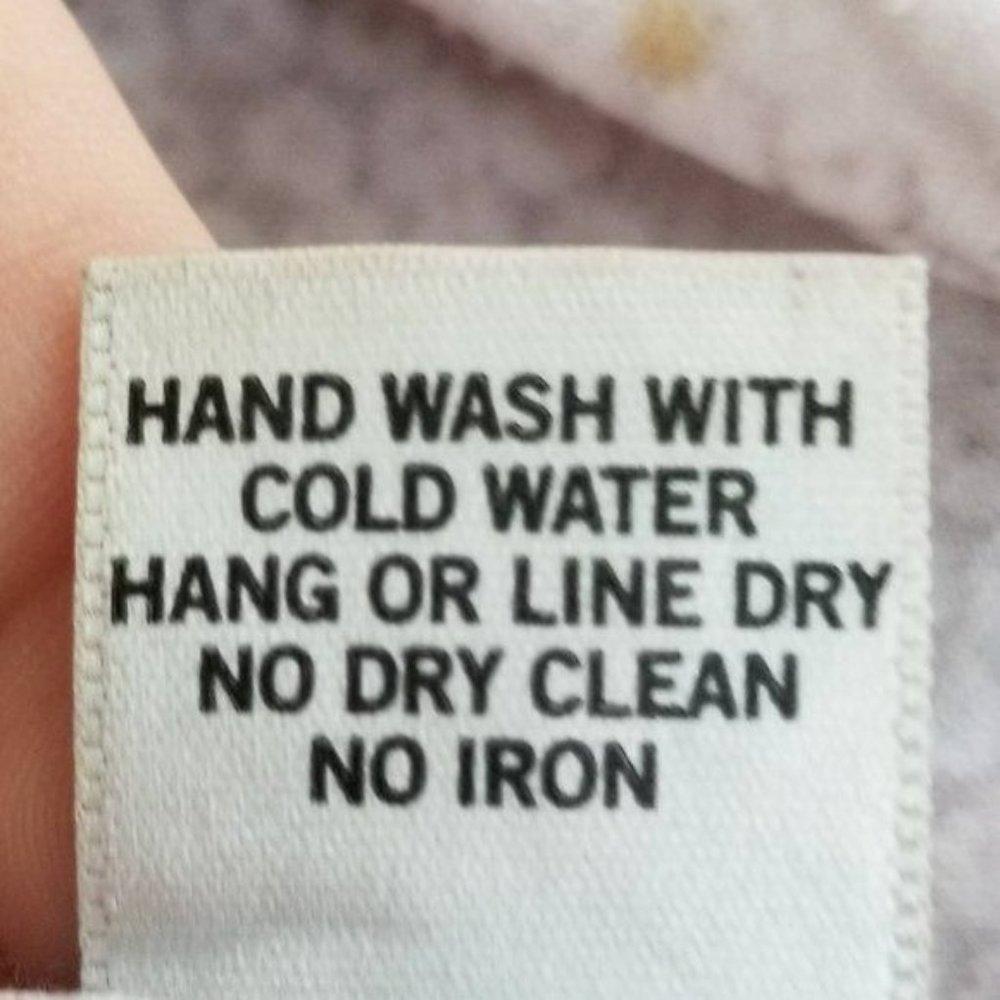 HAND WASH WITH
COLD WATER
HANG OR LINE DRY
NO DRY CLEAN
NO IRON